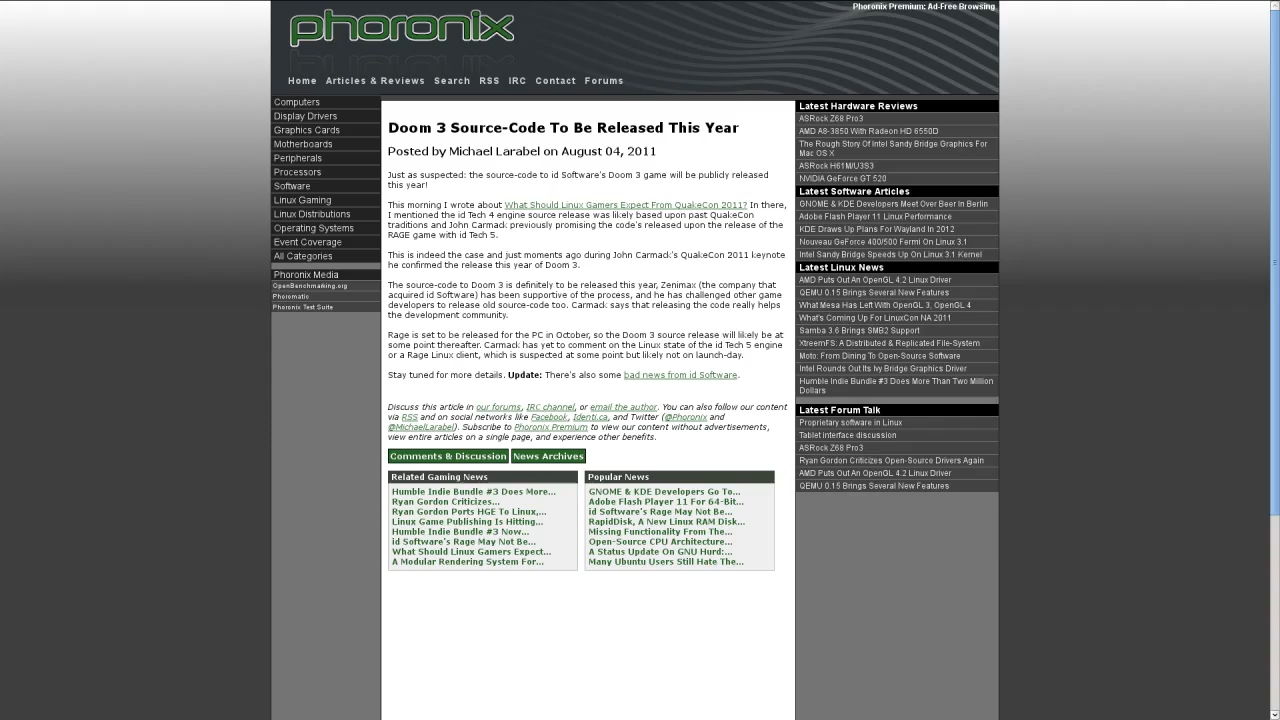 Phoronix Premium: Ad-Free Browsing
phoronix
Home Articles & Reviews Search RSS IRC Contact Forums
Computers
Display Drivers
Graphics Cards
Motherboards
Peripherals
Processors
Software
Linux Gaming
Linux Distributions
Operating Systems
Event Coverage
All Categories
Phoronix Media
OpenBenchmarking.org
Phoromatic
Phoronix Test Suite
Doom 3 Source-Code To Be Released This Year
Posted by Michael Larabel on August 04, 2011
Just as suspected: the source-code to id Software's Doom 3 game will be publicly released
this year!
This morning I wrote about What Should Linux Gamers Expect From QuakeCon 2011? In there,
I mentioned the id Tech 4 engine source release was likely based upon past QuakeCon
traditions and John Carmack previously promising the code's released upon the release of the
RAGE game with id Tech 5.
This is indeed the case and just moments ago during John Carmack's QuakeCon 2011 keynote
he confirmed the release this year of Doom 3.
The source-code to Doom 3 is definitely to be released this year, Zenimax (the company that
acquired id Software) has been supportive of the process, and he has challenged other game
developers to release old source-code too. Carmack says that releasing the code really helps
the development community.
Rage is set to be released for the PC in October, so the Doom 3 source release will likely be at
some point thereafter. Carmack has yet to comment on the Linux state of the id Tech 5 engine
or a Rage Linux client, which is suspected at some point but likely not on launch-day.
Stay tuned for more details. Update: There's also some bad news from id Software.
Discuss this article in our forums, IRC channel, or email the author. You can also follow our content
via RSS and on social networks like Facebook, Identi.ca, and Twitter (@Phoronix and
@MichaelLarabel). Subscribe to Phoronix Premium to view our content without advertisements,
view entire articles on a single page, and experience other benefits.
Comments & Discussion News Archives
Related Gaming News
Humble Indie Bundle #3 Does More...
Ryan Gordon Criticizes...
Ryan Gordon Ports HGE To Linux,...
Linux Game Publishing Is Hitting...
Humble Indie Bundle #3 Now...
id Software's Rage May Not Be...
What Should Linux Gamers Expect...
A Modular Rendering System For...
Popular News
GNOME & KDE Developers Go To...
Adobe Flash Player 11 For 64-Bit...
id Software's Rage May Not Be...
RapidDisk, A New Linux RAM Disk...
Missing Functionality From The...
Open-Source CPU Architecture...
A Status Update On GNU Hurd:...
Many Ubuntu Users Still Hate The...
Latest Hardware Reviews
ASRock Z68 Pro3
AMD A8-3850 With Radeon HD 6550D
The Rough Story Of Intel Sandy Bridge Graphics For
Mac OS X
ASRock H61M/U3S3
NVIDIA GeForce GT 520
Latest Software Articles
GNOME & KDE Developers Meet Over Beer In Berlin
Adobe Flash Player 11 Linux Performance
KDE Draws Up Plans For Wayland In 2012
Nouveau GeForce 400/500 Fermi On Linux 3.1
Intel Sandy Bridge Speeds Up On Linux 3.1 Kernel
Latest Linux News
AMD Puts Out An OpenGL 4.2 Linux Driver
QEMU 0.15 Brings Several New Features
What Mesa Has Left With OpenGL 3, OpenGL 4
What's Coming Up For LinuxCon NA 2011
Samba 3.6 Brings SMB2 Support
XtreemFS: A Distributed & Replicated File-System
Moto: From Dining To Open-Source Software
Intel Rounds Out Its Ivy Bridge Graphics Driver
Humble Indie Bundle #3 Does More Than Two Million
Dollars
Latest Forum Talk
Proprietary software in Linux
Tablet interface discussion
ASRock Z68 Pro3
Ryan Gordon Criticizes Open-Source Drivers Again
AMD Puts Out An OpenGL 4.2 Linux Driver
QEMU 0.15 Brings Several New Features